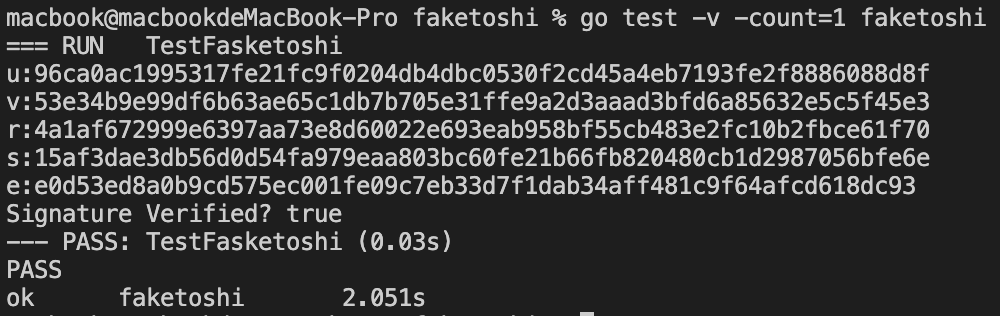 macbook@macbookdeMacBook-Pro faketoshi % go test -v -count=1 faketoshi
=== RUN   TestFasketoshi
u:96ca0ac1995317fe21fc9f0204db4dbc0530f2cd45a4eb7193fe2f8886088d8f
v:53e34b9e99df6b63ae65c1db7b705e31ffe9a2d3aaad3bfd6a85632e5c5f45e3
r:4a1af672999e6397aa73e8d60022e693eab958bf55cb483e2fc10b2fbce61f70
s:15af3dae3db56d0d54fa979eaa803bc60fe21b66fb820480cb1d2987056bfe6e
e:e0d53ed8a0b9cd575ec001fe09c7eb33d7f1dab34aff481c9f64afcd618dc93
Signature Verified? true
--- PASS: TestFasketoshi (0.03s)
PASS
ok      faketoshi       2.051s